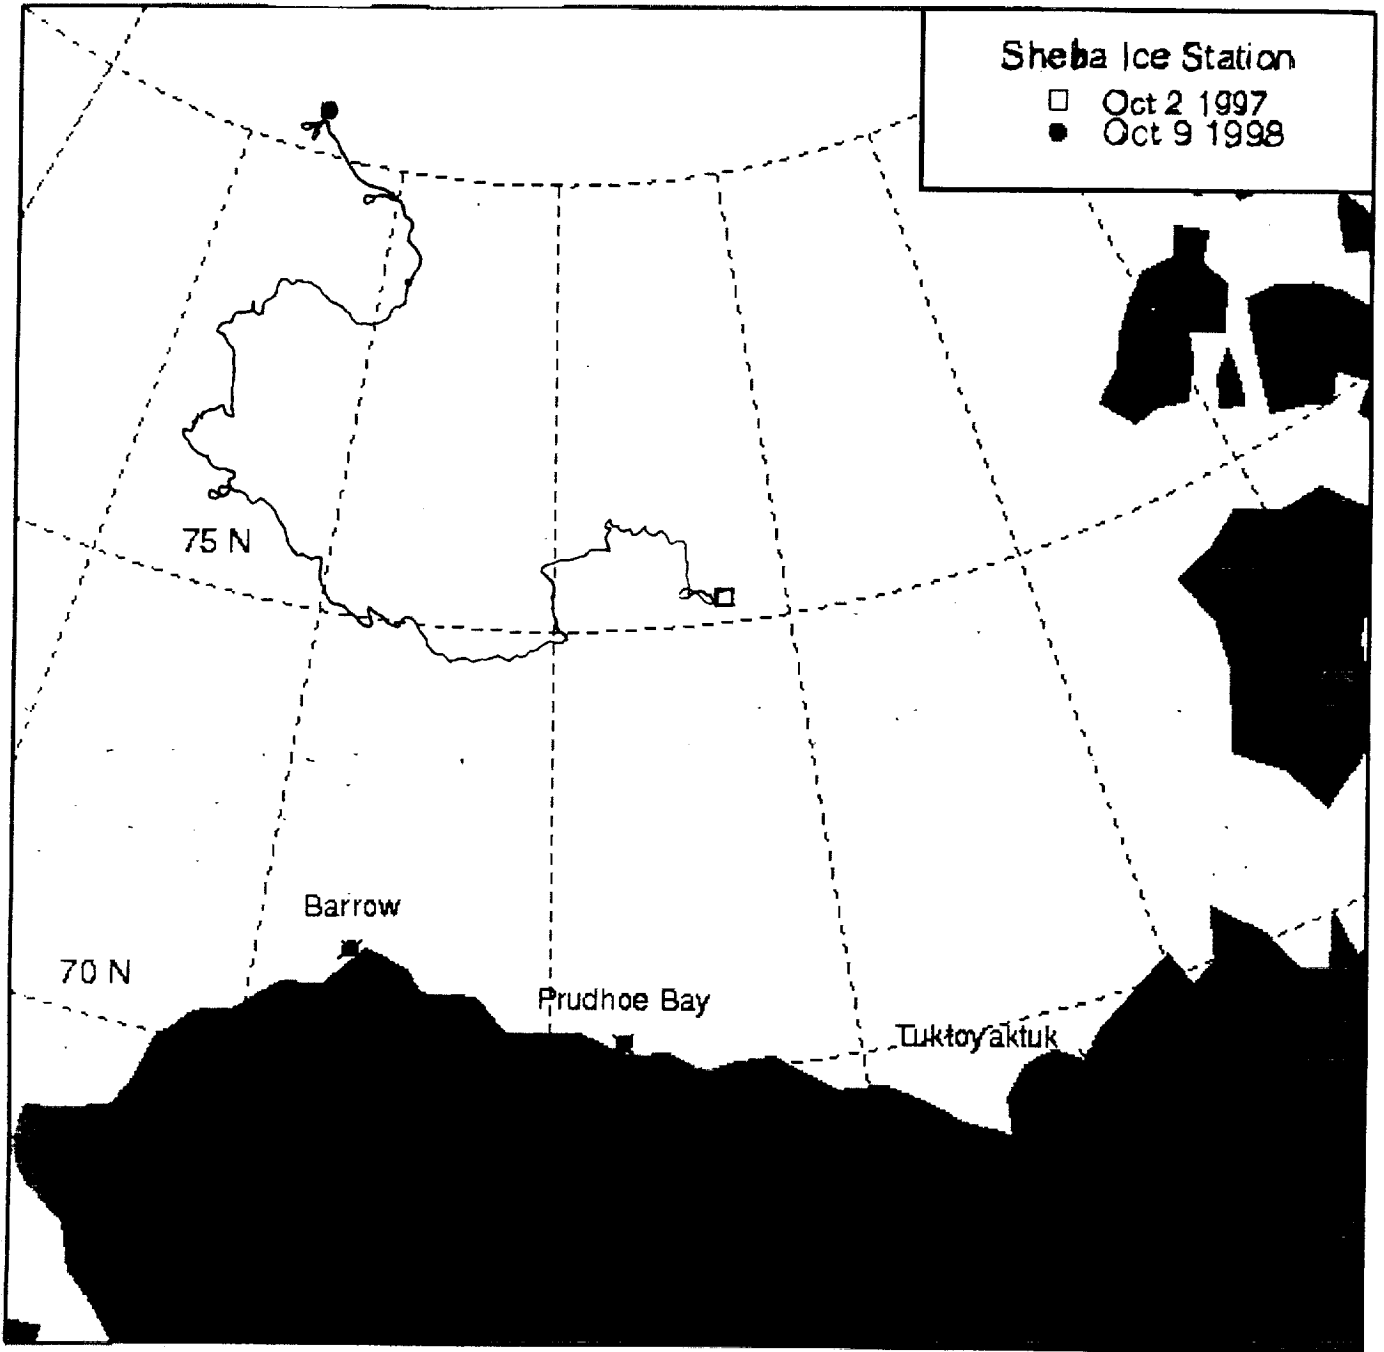 Sheba Ice Station
Oct 2 1997
Oct 9 1998
75 N
Barrow
70 N
Prudhoe Bay
Tuktoyaktuk